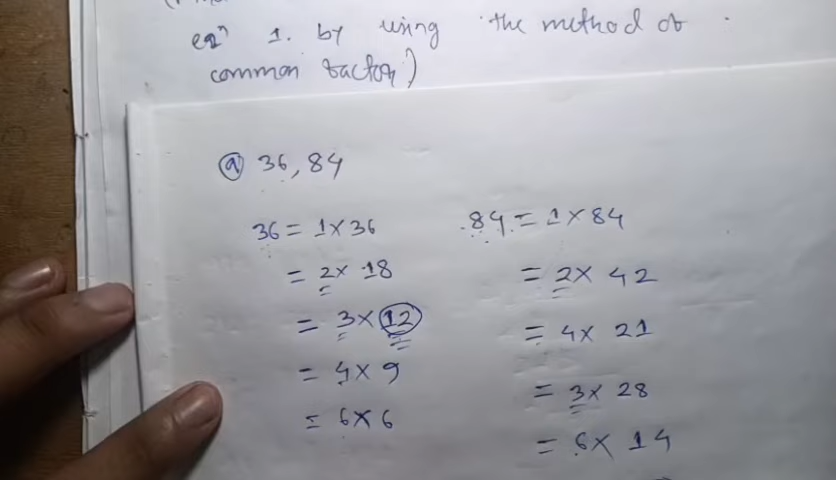 eqⁿ 1. by using the method of
common factor)
(a) 36, 84
36 = 1 × 36 84 = 1 × 84
= 2 × 18 = 2 × 42
= 3 × 12 = 4 × 21
= 4 × 9 = 3 × 28
= 6 × 6 = 6 × 14